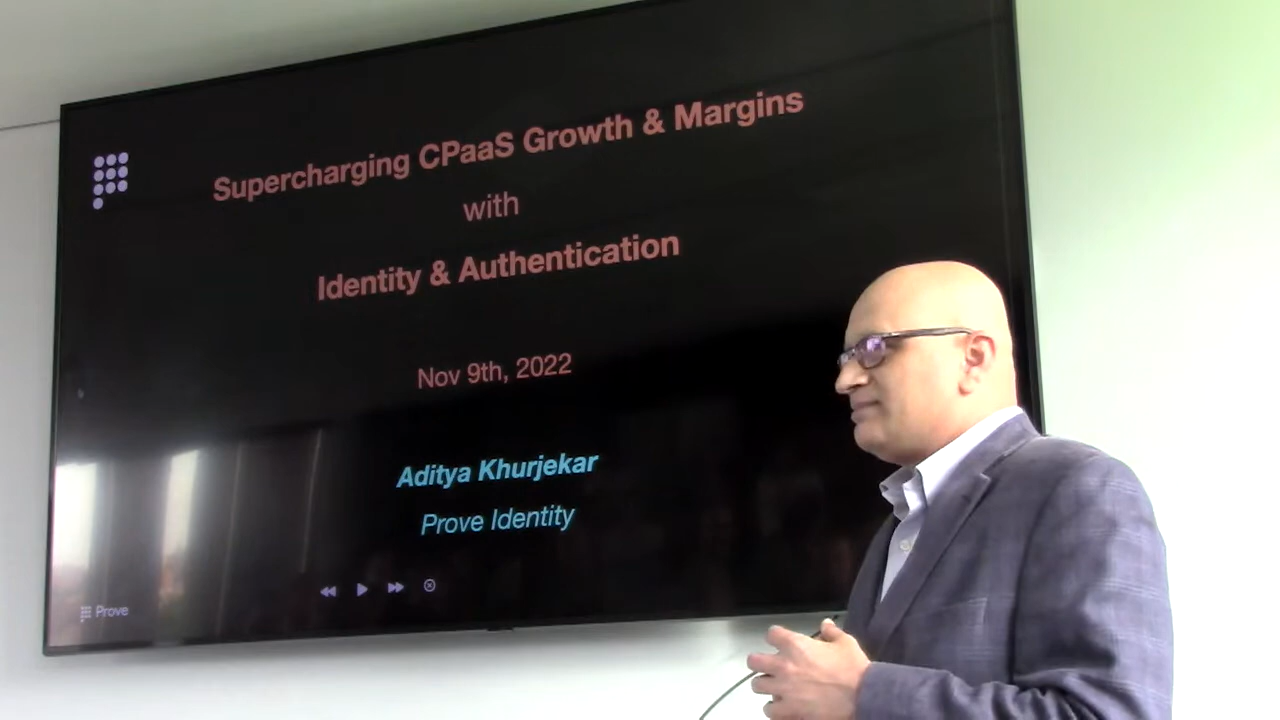 Supercharging CPaaS Growth & Margins
with
Identity & Authentication
Nov 9th, 2022
Aditya Khurjekar
Prove Identity
Prove